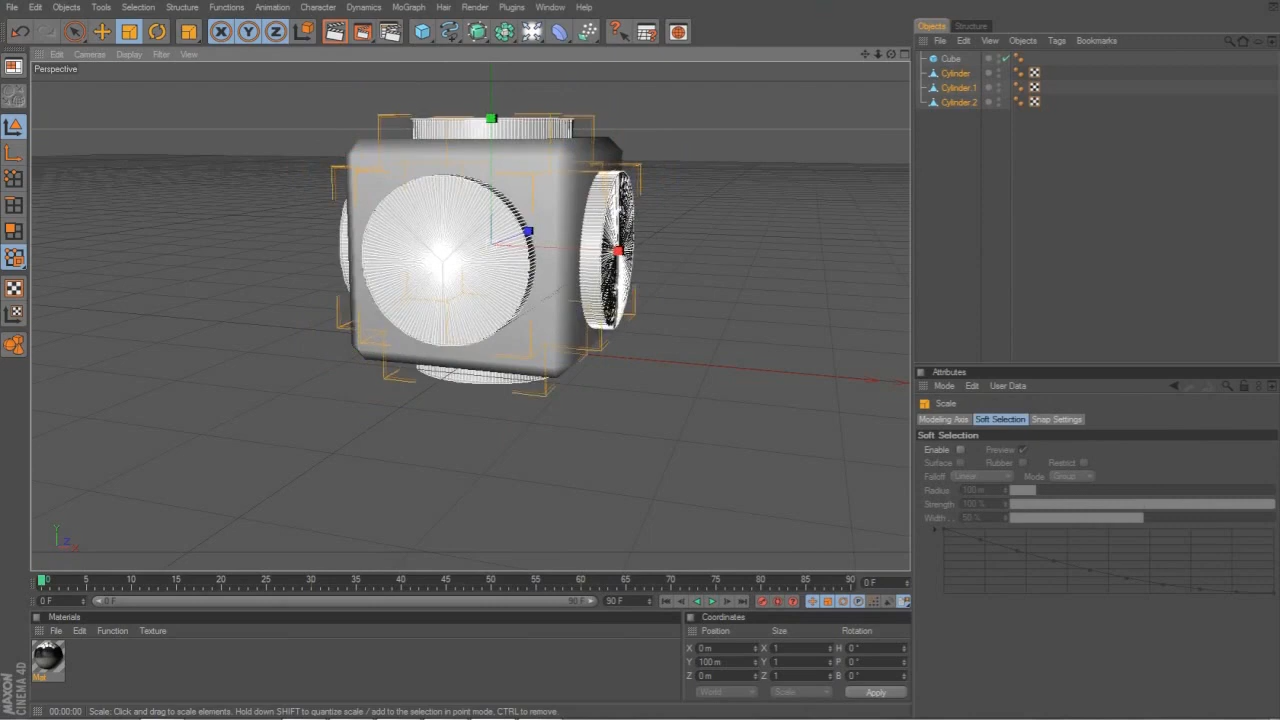 File Edit Objects Tools Selection Structure Functions Animation Character Dynamics MoGraph Hair Render Plugins Window Help
Objects Structure
File Edit View Objects Tags Bookmarks
Edit Cameras Display Filter
Perspective
Cube
Cylinder
Cylinder.1
Cylinder.2
Attributes
Mode Edit User Data
Scale
Modeling Axis Soft Selection Snap Settings
Soft Selection
Enable Preview
Surface Rubber Restrict
Falloff Linear Mode Group
Radius 100 m
Strength 100 %
Width . . 50 %
Y
Z
X
0 5 10 15 20 25 30 35 40 45 50 55 60 65 70 75 80 85 90 0 F
0 F 0 F 90 F 90 F
Materials
File Edit Function Texture
Mat
Coordinates
Position Size Rotation
X 0 m X 1 H 0 °
Y 100 m Y 1 P 0 °
Z 0 m Z 1 B 0 °
World Scale Apply
MAXON
CINEMA 4D
00:00:00 Scale: Click and drag to scale elements. Hold down SHIFT to quantize scale / add to the selection in point mode, CTRL to remove.